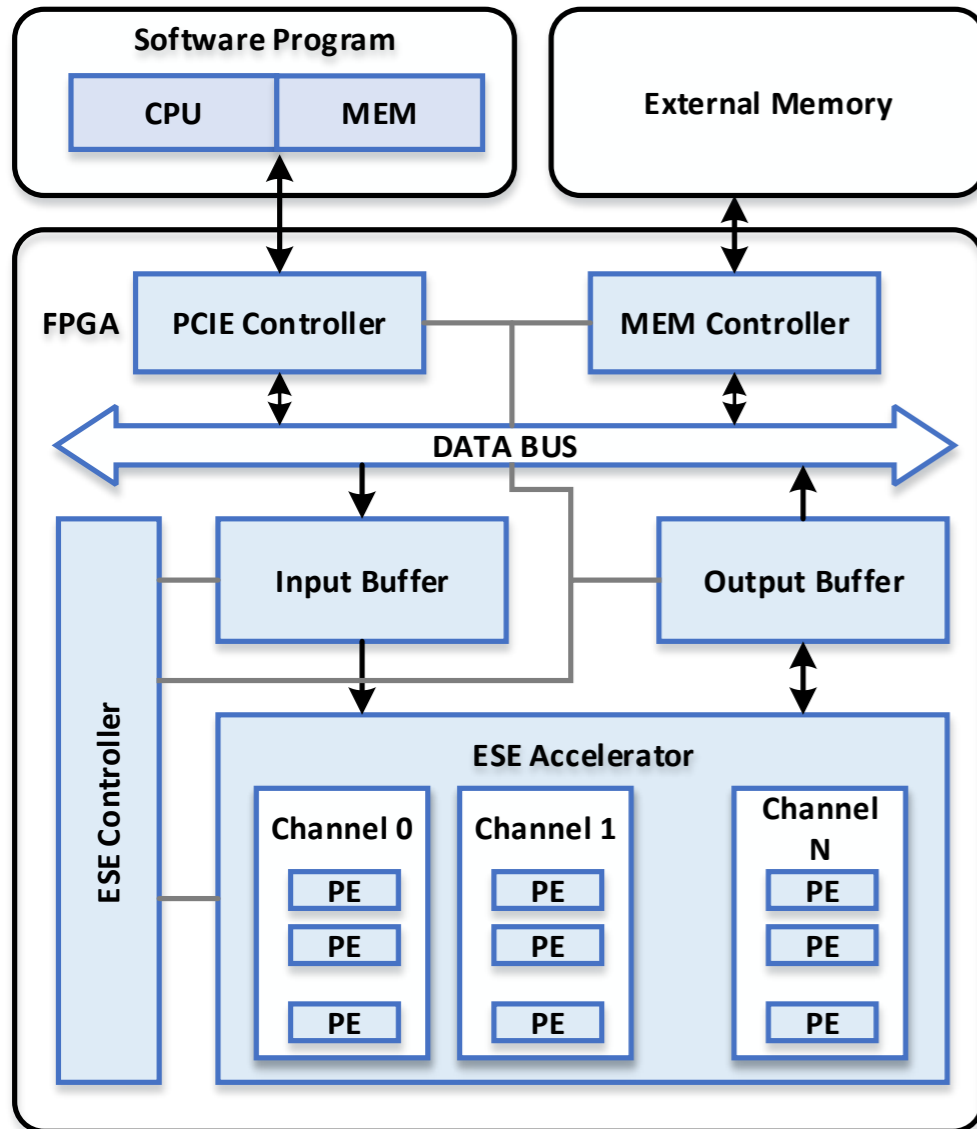 Software Program
CPU
MEM
External Memory
FPGA
PCIE Controller
MEM Controller
DATA BUS
Input Buffer
Output Buffer
ESE Controller
ESE Accelerator
Channel 0
PE
PE
PE
Channel 1
PE
PE
PE
Channel
N
PE
PE
PE